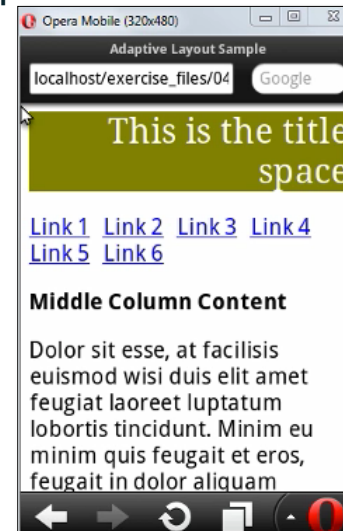 Opera Mobile (320x480)
Adaptive Layout Sample
localhost/exercise_files/04
Google
This is the title
space
Link 1 Link 2 Link 3 Link 4
Link 5 Link 6
Middle Column Content
Dolor sit esse, at facilisis
euismod wisi duis elit amet
feugiat laoreet luptatum
lobortis tincidunt. Minim eu
minim quis feugait et eros,
feugait in dolor aliquam